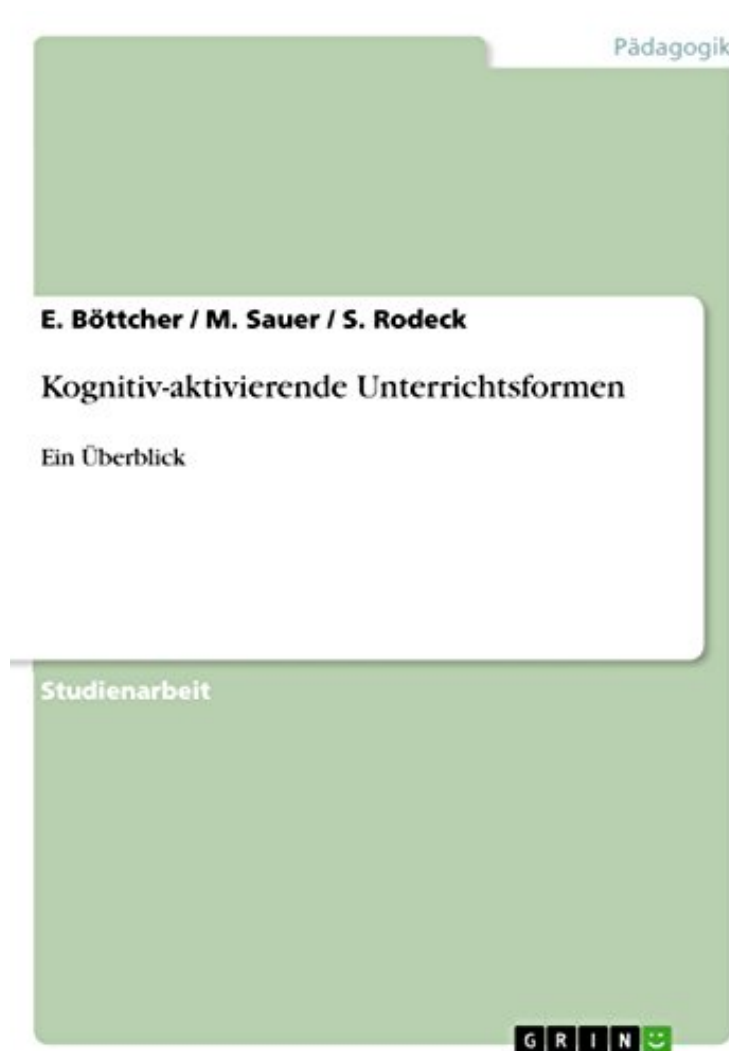 Pädagogik
E. Böttcher / M. Sauer / S. Rodeck
Kognitiv-aktivierende Unterrichtsformen
Ein Überblick
Studienarbeit
GRIN